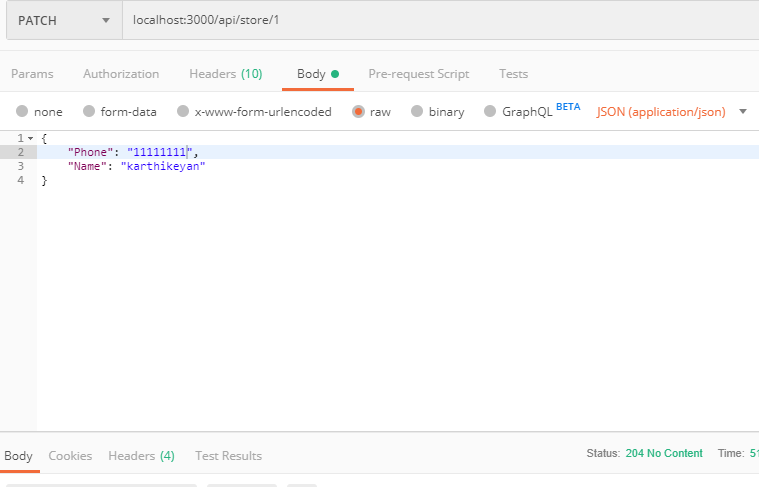 PATCH localhost:3000/api/store/1
Params Authorization Headers (10) Body Pre-request Script Tests
none form-data x-www-form-urlencoded raw binary GraphQL BETA JSON (application/json)
1 {
2 "Phone": "11111111",
3 "Name": "karthikeyan"
4 }
Body Cookies Headers (4) Test Results Status: 204 No Content Time: 51